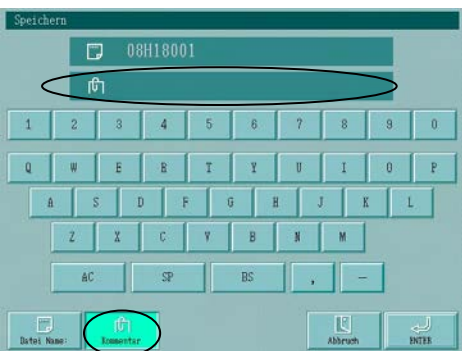 Speichern
08H18001
1 2 3 4 5 6 7 8 9 0
Q W E R T Y U I O P
A S D F G H J K L
Z X C V B N M
AC SP BS , -
Datei Name: Kommentar Abbruch ENTER